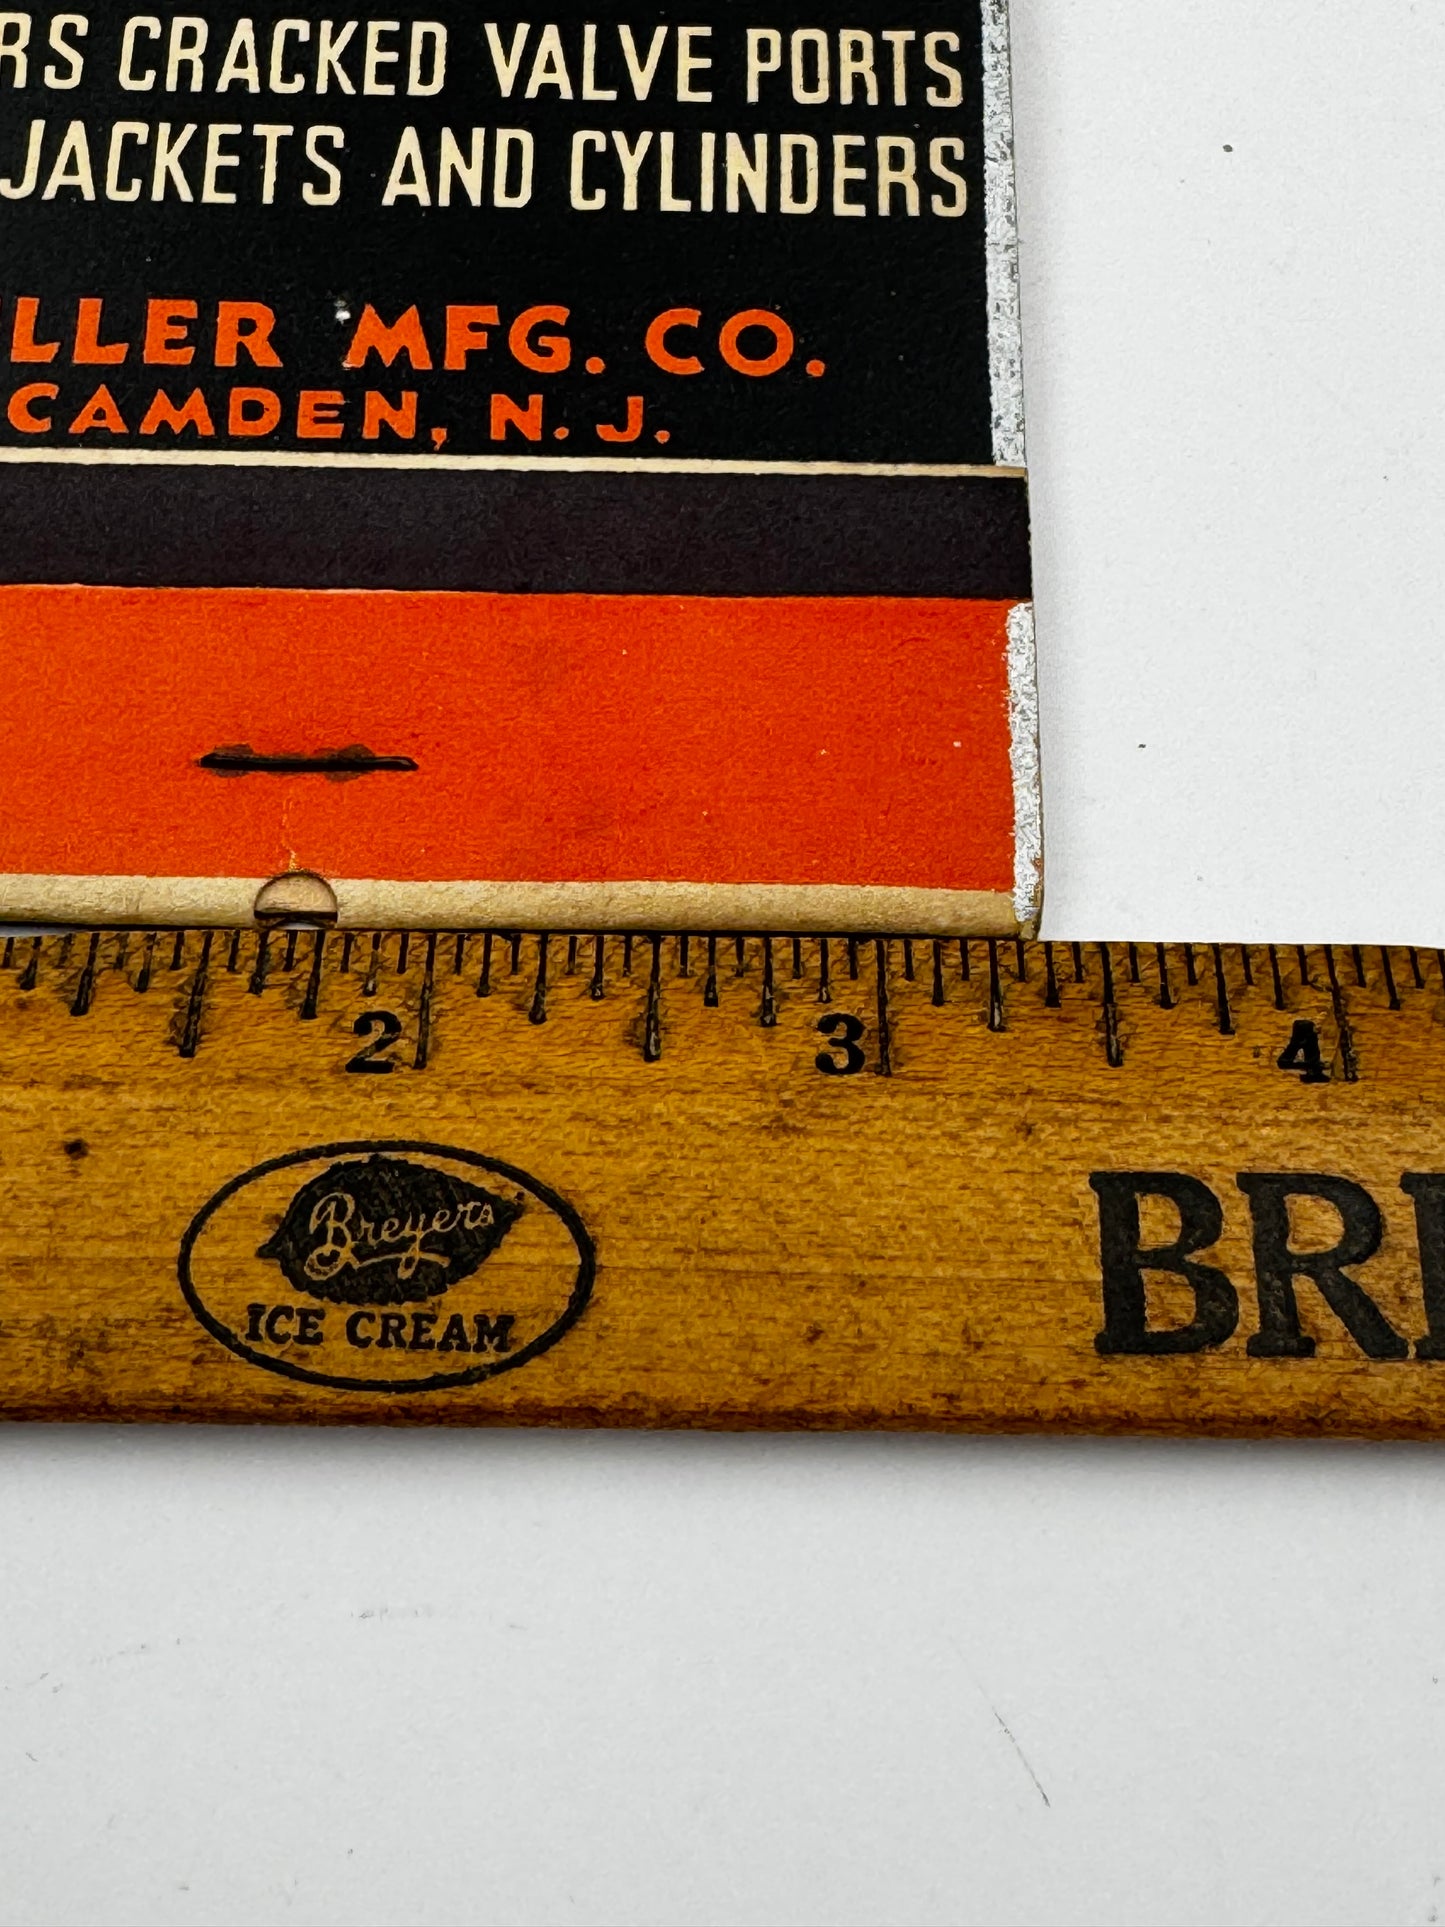 RS CRACKED VALVE PORTS
JACKETS AND CYLINDERS
LLER MFG. CO.
CAMDEN, N. J.
2 3 4
Breyers
ICE CREAM
BR